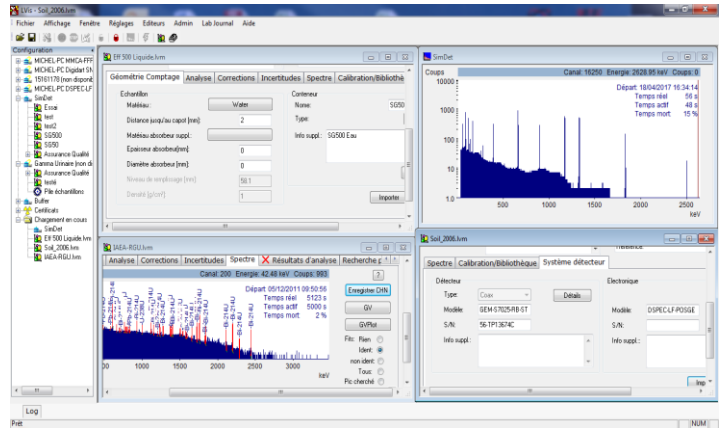 LVis - Soil_2006.lvm
Fichier Affichage Fenêtre Réglages Editeurs Admin Lab Journal Aide
Configuration
MICHEL-PC MMCA-FFF
MICHEL-PC Digidart SN
15161178 (non disponib
MICHEL-PC DSPEC-LF
SimDet
Essai
test
test2
SG500
SG50
Assurance Qualité
Gamma Urinaire (non di
Assurance Qualité
testé
Pile échantillons
Buffer
Certificats
Chargement en cours
SimDet
Eff 500 Liquide.lvm
Soil_2006.lvm
IAEA-RGU.lvm
Eff 500 Liquide.lvm
Géométrie Comptage Analyse Corrections Incertitudes Spectre Calibration/Bibliothè
Echantillon
Matériau: Water
Distance jusqu'au capot [mm]: 2
Matériau absorbeur suppl.:
Epaisseur absorbeur[mm]: 0
Diamètre absorbeur [mm]: 0
Niveau de remplissage [mm]: 58.1
Densité [g/cm³]: 1
Conteneur
Nome: SG50
Type:
Info suppl.: SG500 Eau
Importer
SimDet
Coups Canal: 16250 Energie: 2628.95 keV Coups: 0
Départ: 18/04/2017 16:34:14
Temps réel 56 s
Temps actif 48 s
Temps mort 15 %
10000
1000
100
10
1.0
500 1000 1500 2000 2500
keV
IAEA-RGU.lvm
Analyse Corrections Incertitudes Spectre Résultats d'analyse Recherche p
Canal: 200 Energie: 42.48 keV Coups: 993
Départ 05/12/2011 09:50:56
Temps réel 5123 s
Temps actif 5000 s
Temps mort 2 %
00 1000 1500 2000 2500 3000
keV
?
Enregistrer CHN
GV
GVPlot
Fits: Rien
Ident:
non ident:
Tous:
Pic cherché
Soil_2006.lvm
Spectre Calibration/Bibliothèque Système détecteur
Détecteur
Type: Coax Détails
Modèle: GEM-S7025-RB-ST
S/N: 56-TP13674C
Info suppl.:
Electronique
Modèle: DSPEC-LF POSGE
S/N:
Info suppl.:
Imp
Log
Prêt NUM